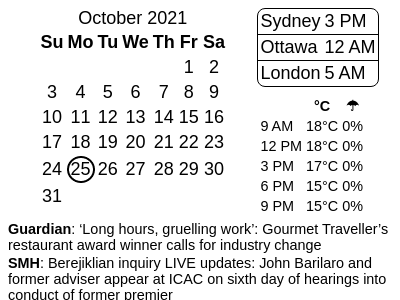 October 2021
Su Mo Tu We Th Fr Sa
1 2
3 4 5 6 7 8 9
10 11 12 13 14 15 16
17 18 19 20 21 22 23
24 25 26 27 28 29 30
31
Sydney 3 PM
Ottawa 12 AM
London 5 AM
°C ☂
9 AM 18°C 0%
12 PM 18°C 0%
3 PM 17°C 0%
6 PM 15°C 0%
9 PM 15°C 0%
Guardian: ‘Long hours, gruelling work’: Gourmet Traveller’s
restaurant award winner calls for industry change
SMH: Berejiklian inquiry LIVE updates: John Barilaro and
former adviser appear at ICAC on sixth day of hearings into
conduct of former premier